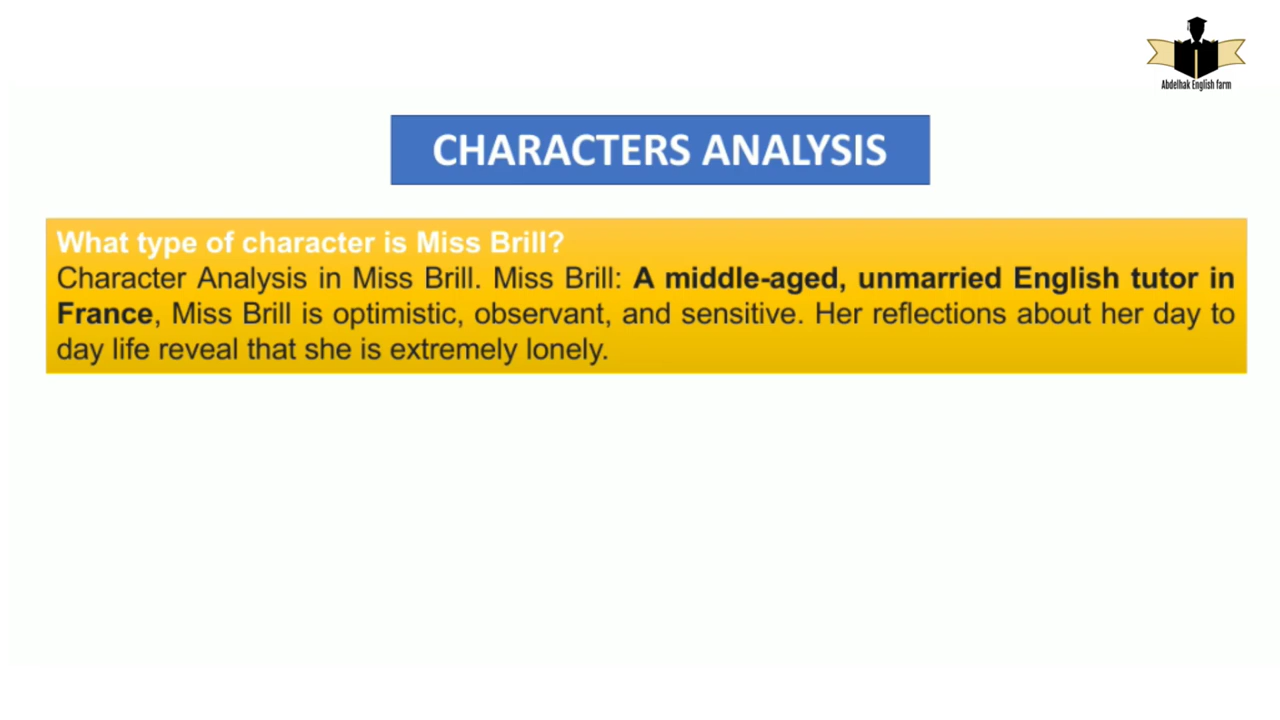 Abdelhak English farm
CHARACTERS ANALYSIS
What type of character is Miss Brill?
Character Analysis in Miss Brill. Miss Brill: A middle-aged, unmarried English tutor in
France, Miss Brill is optimistic, observant, and sensitive. Her reflections about her day to
day life reveal that she is extremely lonely.